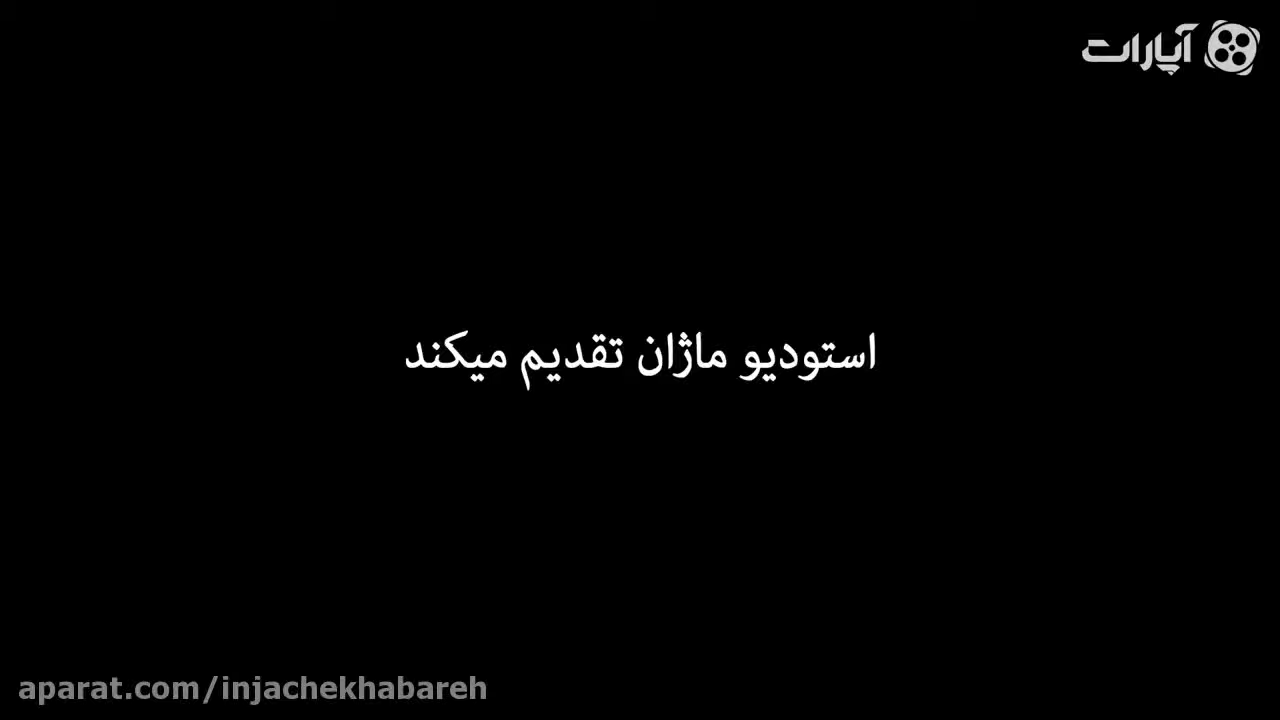 آپارات
استودیو ماژان تقدیم میکند
aparat.com/injachekhabareh